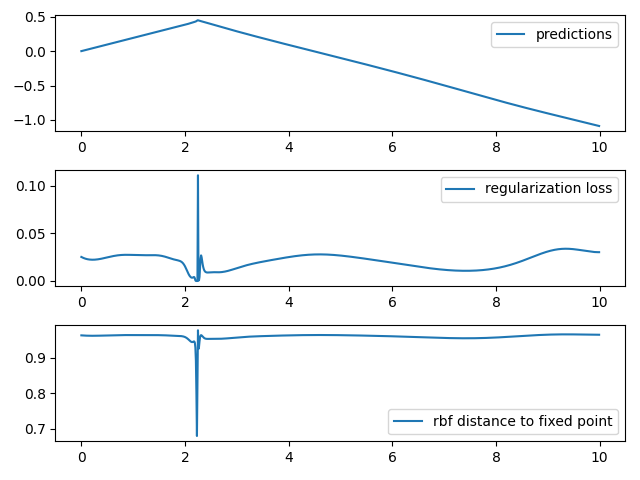 0.5
0.0
−0.5
−1.0
predictions
0 2 4 6 8 10
0.10
0.05
0.00
regularization loss
0 2 4 6 8 10
0.9
0.8
0.7
rbf distance to fixed point
0 2 4 6 8 10